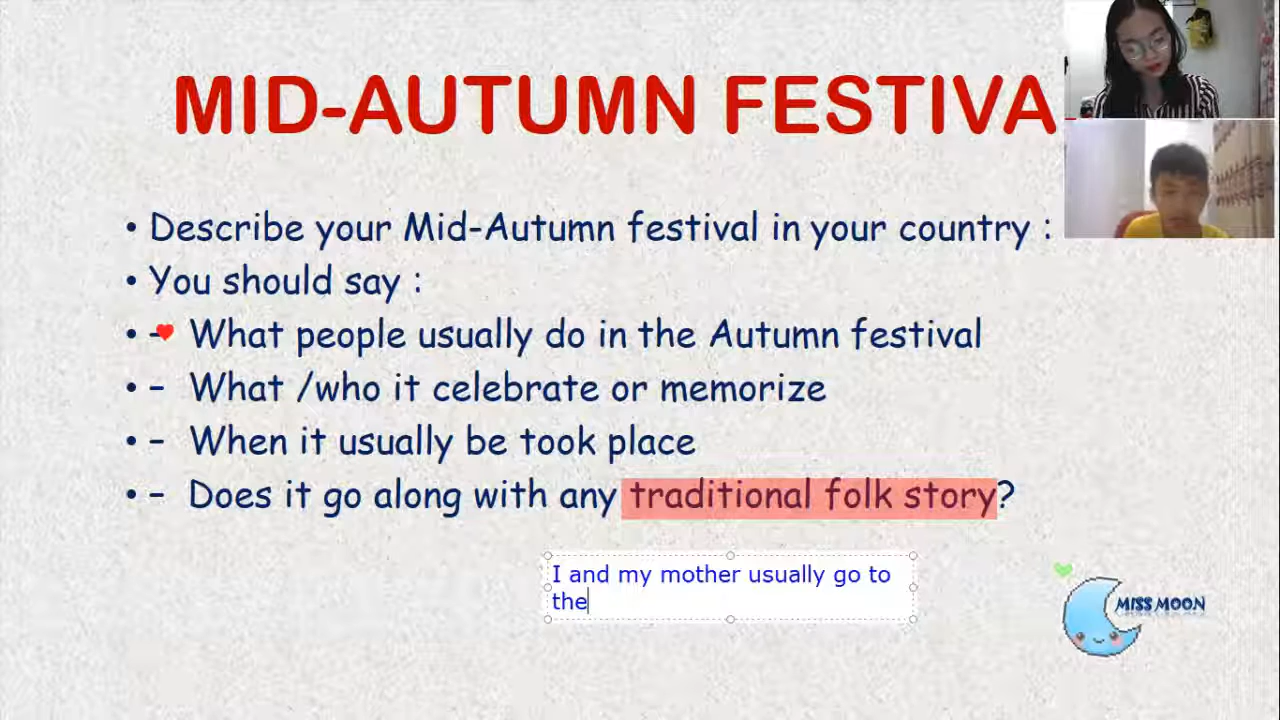 MID-AUTUMN FESTIVA
• Describe your Mid-Autumn festival in your country :
• You should say :
• – What people usually do in the Autumn festival
• – What /who it celebrate or memorize
• – When it usually be took place
• – Does it go along with any traditional folk story?
I and my mother usually go to
the
MISS MOON